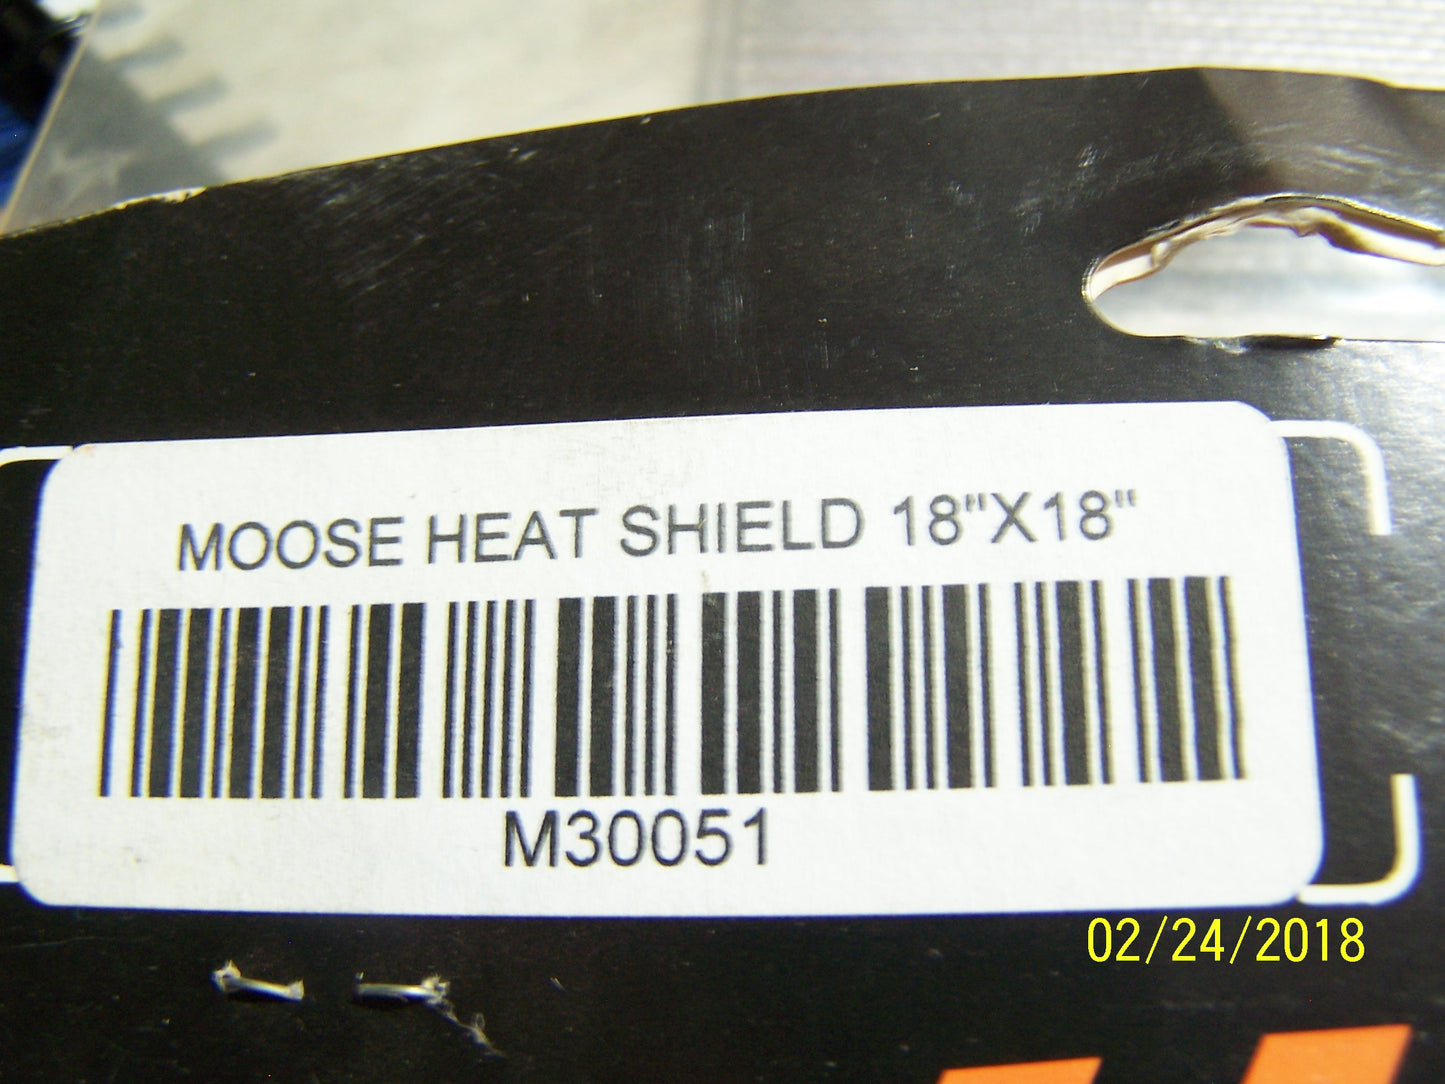 MOOSE HEAT SHIELD 18"X18"
M30051
02/24/2018